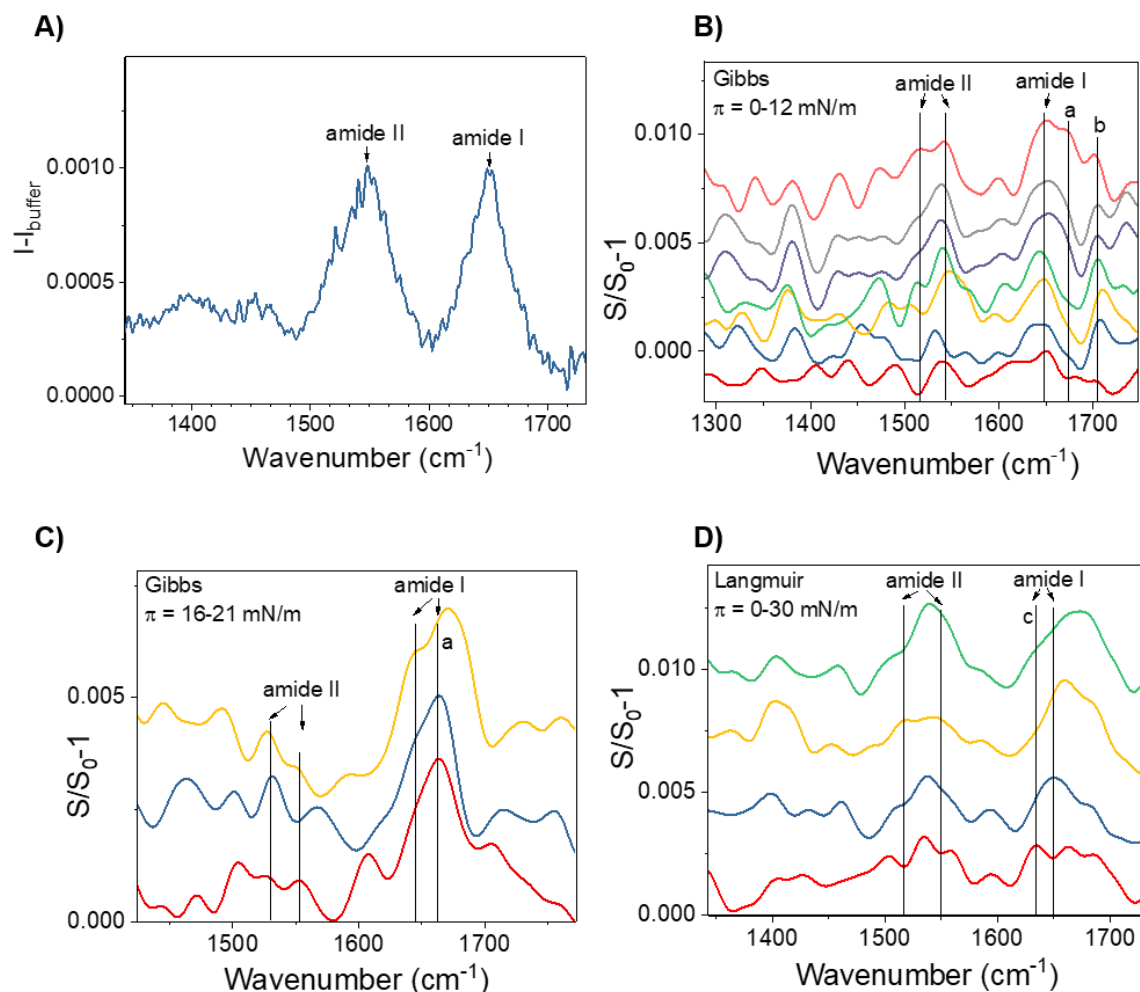 A)
amide II
amide I
0.0010
0.0005
0.0000
I-Ibuffer
1400 1500 1600 1700
Wavenumber (cm-1)
B)
Gibbs
π = 0-12 mN/m
amide II
amide I
a
b
0.010
0.005
0.000
S/S0-1
1300 1400 1500 1600 1700
Wavenumber (cm-1)
C)
Gibbs
π = 16-21 mN/m
amide I
a
amide II
0.005
0.000
S/S0-1
1500 1600 1700
Wavenumber (cm-1)
D)
Langmuir
π = 0-30 mN/m
amide II
amide I
c
0.010
0.005
0.000
S/S0-1
1400 1500 1600 1700
Wavenumber (cm-1)